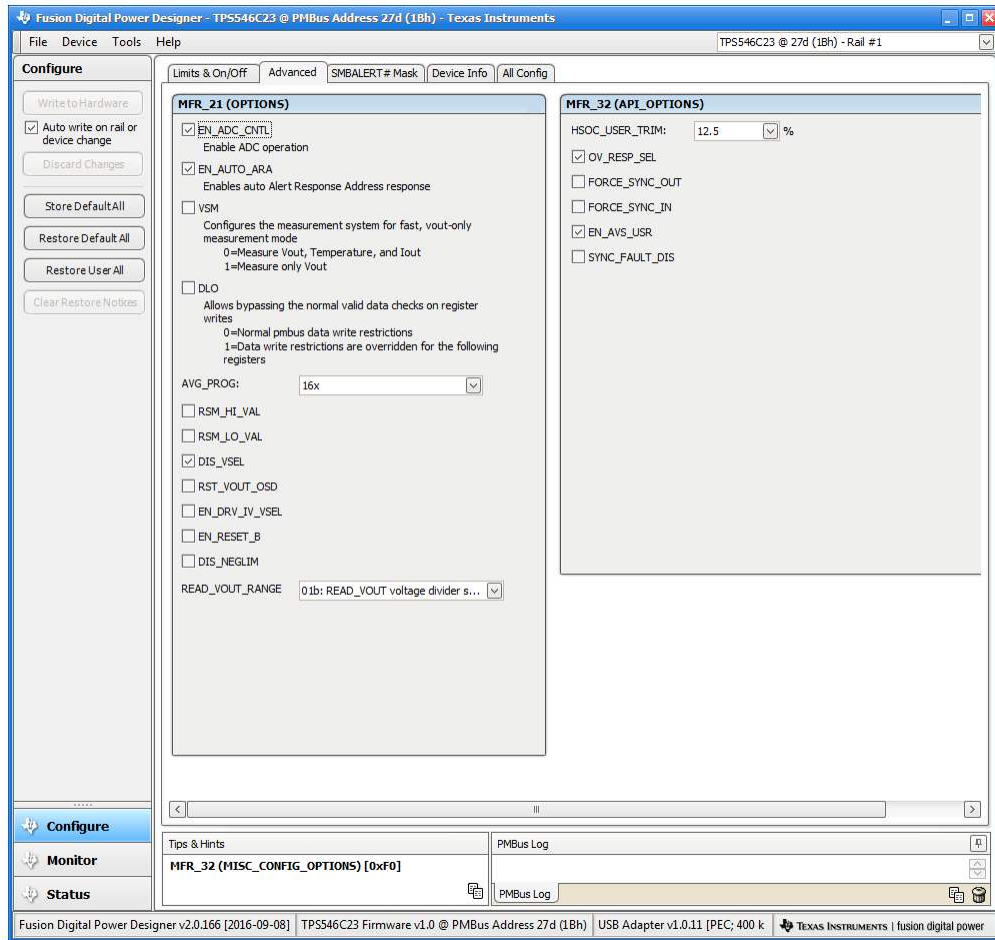 Fusion Digital Power Designer - TPS546C23 @ PMBus Address 27d (1Bh) - Texas Instruments
File Device Tools Help
TPS546C23 @ 27d (1Bh) - Rail #1
Configure
Write to Hardware
Auto write on rail or
device change
Discard Changes
Store Default All
Restore Default All
Restore User All
Clear Restore Notices
Limits & On/Off Advanced SMBALERT# Mask Device Info All Config
MFR_21 (OPTIONS)
EN_ADC_CNTL
Enable ADC operation
EN_AUTO_ARA
Enables auto Alert Response Address response
VSM
Configures the measurement system for fast, vout-only
measurement mode
0=Measure Vout, Temperature, and Iout
1=Measure only Vout
DLO
Allows bypassing the normal valid data checks on register
writes
0=Normal pmbus data write restrictions
1=Data write restrictions are overridden for the following
registers
AVG_PROG: 16x
RSM_HI_VAL
RSM_LO_VAL
DIS_VSEL
RST_VOUT_OSD
EN_DRV_IV_VSEL
EN_RESET_B
DIS_NEGLIM
READ_VOUT_RANGE 01b: READ_VOUT voltage divider s...
MFR_32 (API_OPTIONS)
HSOC_USER_TRIM: 12.5 %
OV_RESP_SEL
FORCE_SYNC_OUT
FORCE_SYNC_IN
EN_AVS_USR
SYNC_FAULT_DIS
Configure
Monitor
Status
Tips & Hints
MFR_32 (MISC_CONFIG_OPTIONS) [0xF0]
PMBus Log
PMBus Log
Fusion Digital Power Designer v2.0.166 [2016-09-08] TPS546C23 Firmware v1.0 @ PMBus Address 27d (1Bh) USB Adapter v1.0.11 [PEC; 400 k TEXAS INSTRUMENTS | fusion digital power